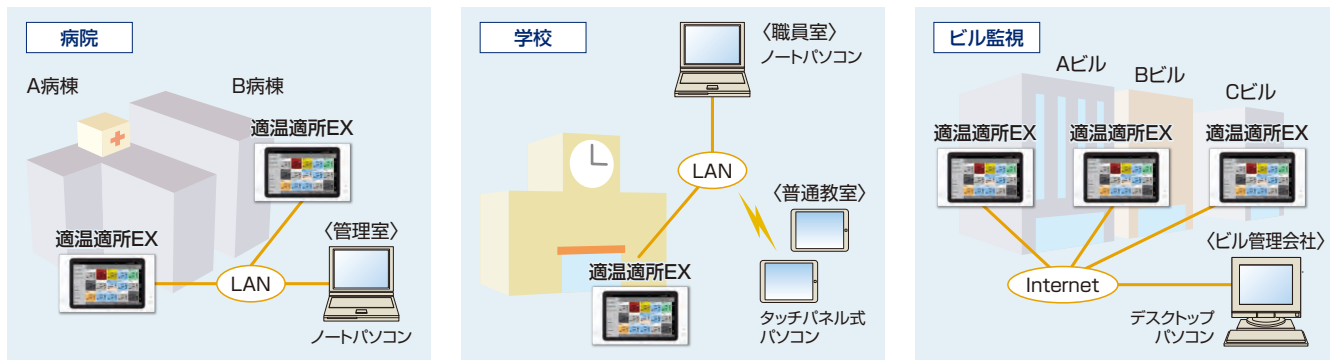 病院
A病棟
B病棟
適温適所EX
適温適所EX
〈管理室〉
LAN
ノートパソコン
学校
〈職員室〉
ノートパソコン
LAN
〈普通教室〉
適温適所EX
タッチパネル式
パソコン
ビル監視
Aビル
Bビル
Cビル
適温適所EX
適温適所EX
適温適所EX
〈ビル管理会社〉
Internet
デスクトップ
パソコン